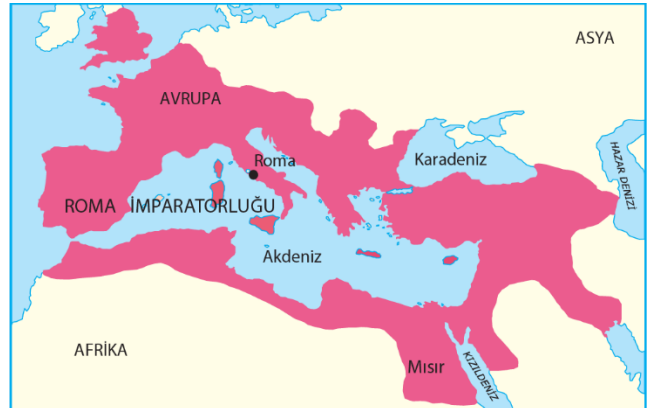 ASYA
AVRUPA
Roma
Karadeniz
HAZAR DENİZİ
ROMA İMPARATORLUĞU
Akdeniz
AFRİKA
Mısır
KIZILDENİZ